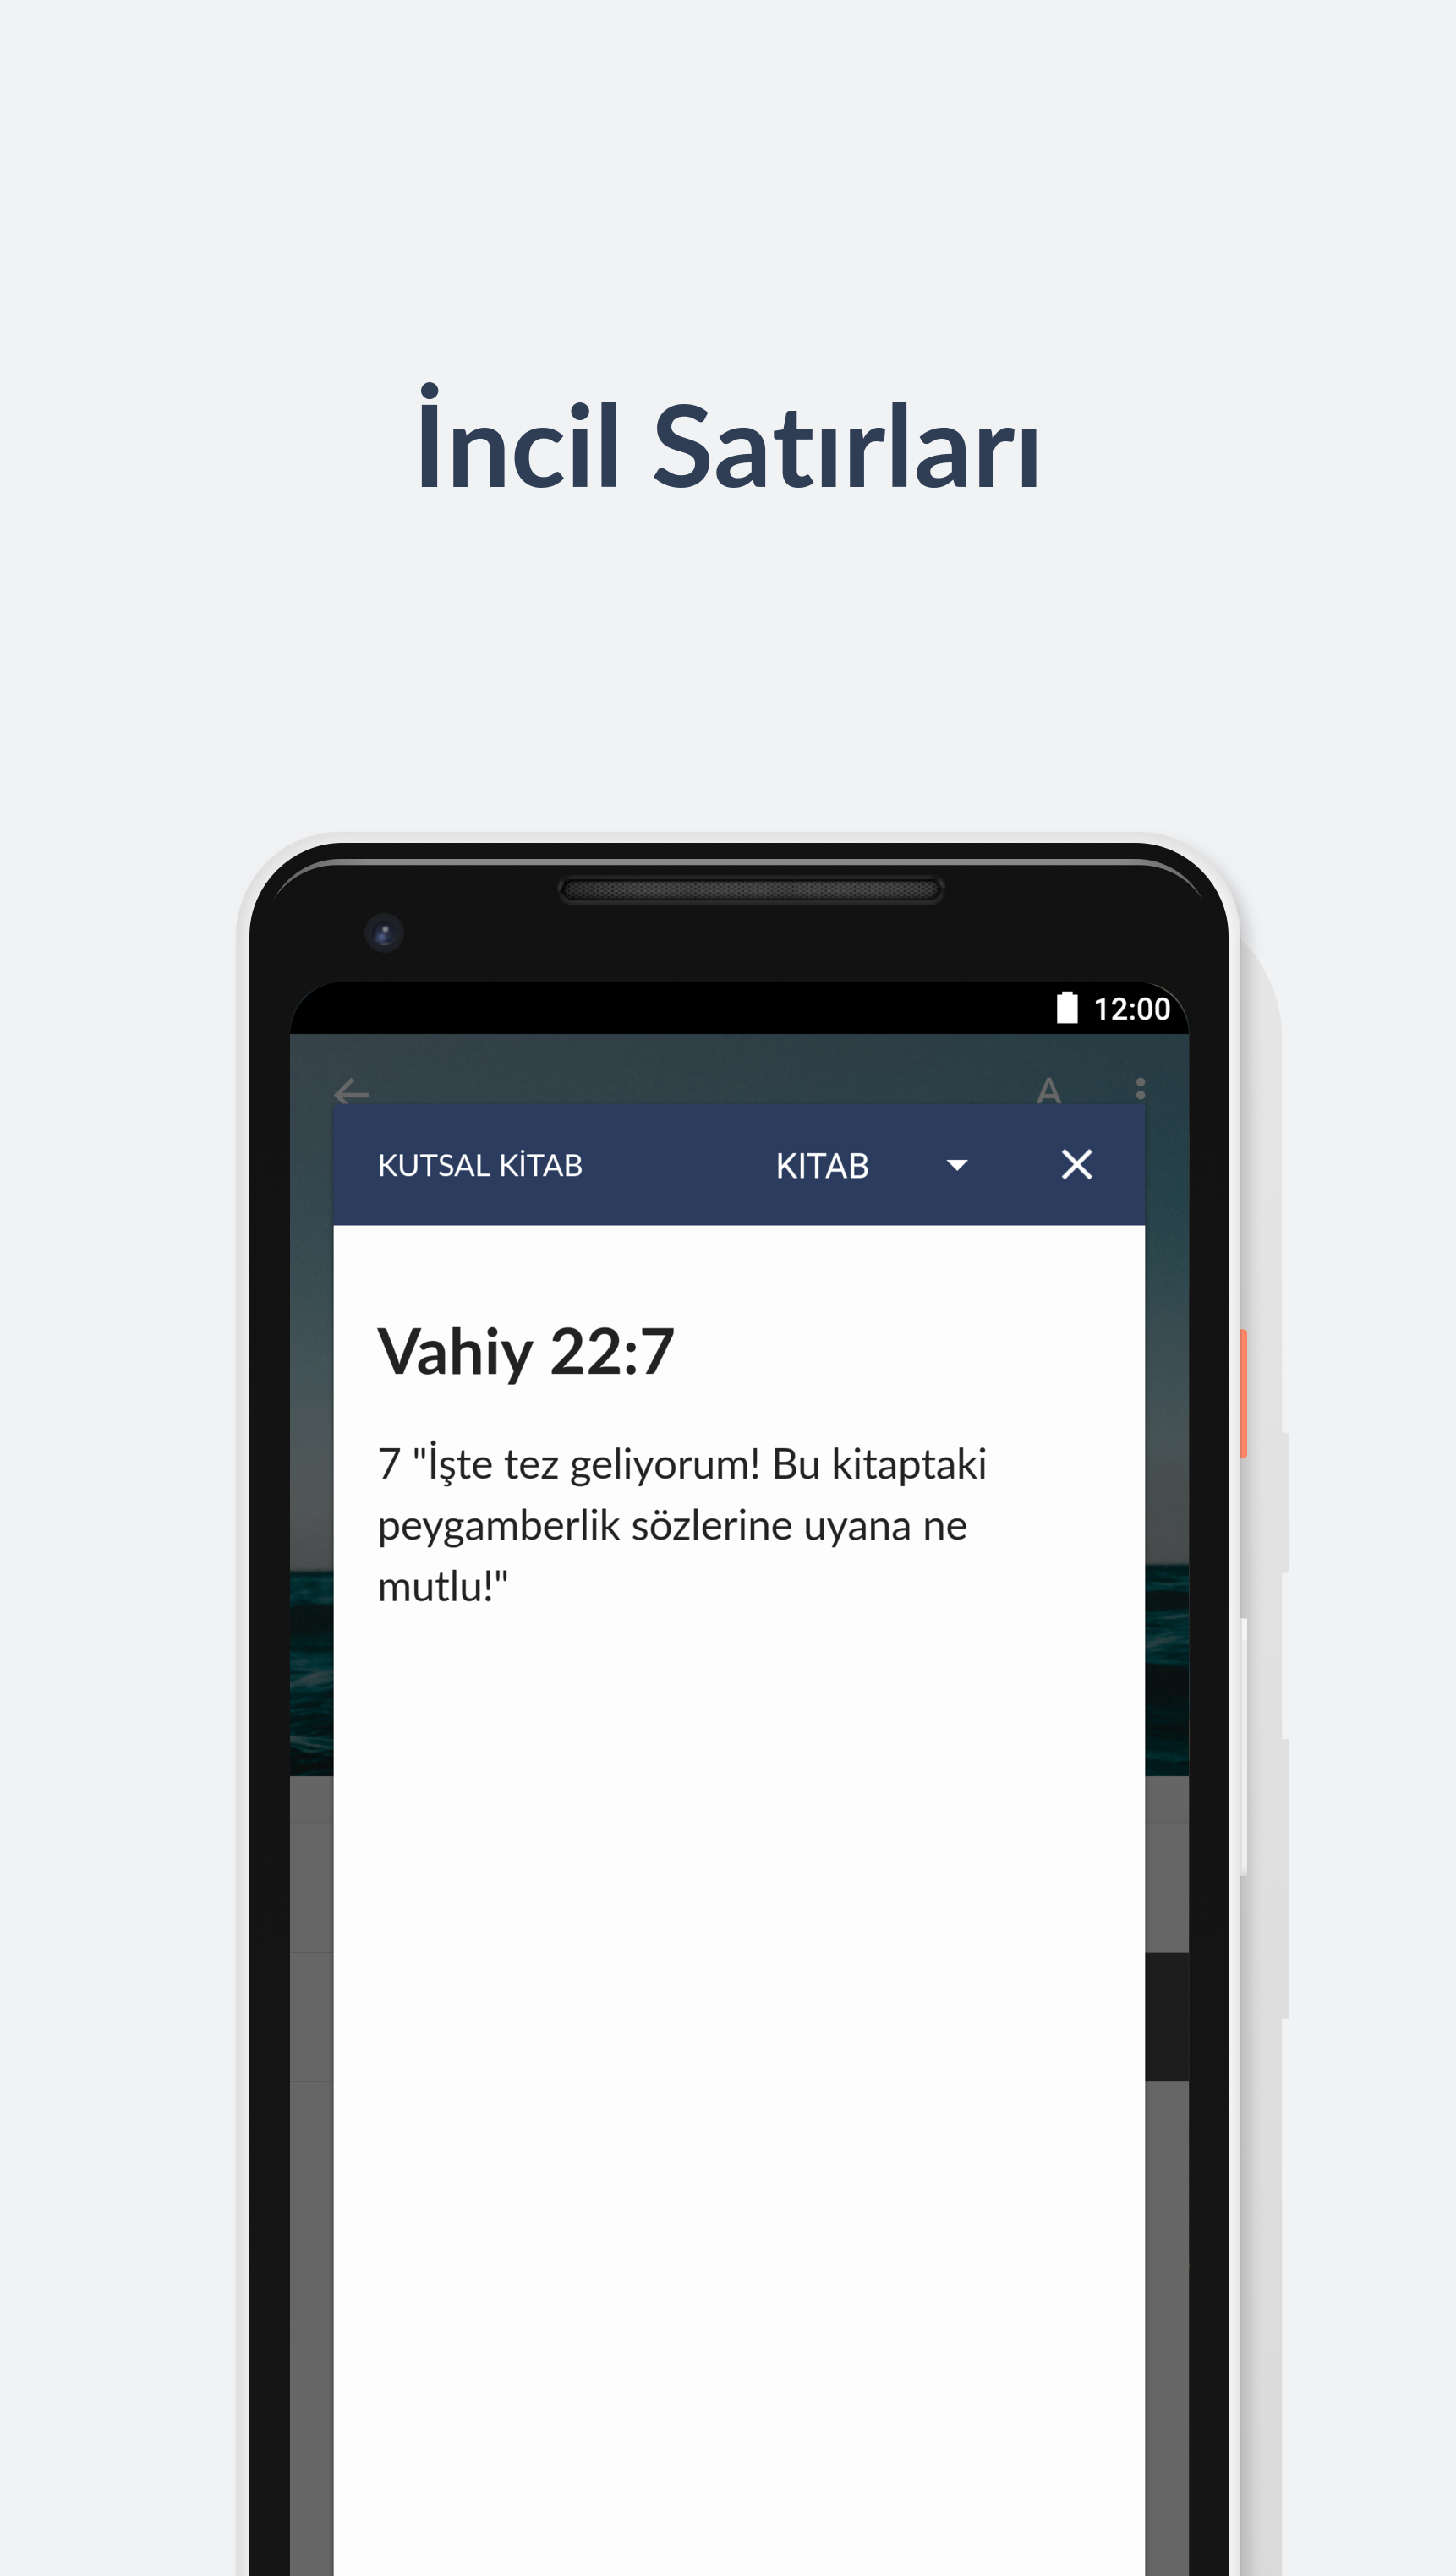 İncil Satırları
12:00
A
KUTSAL KİTAB KITAB
Vahiy 22:7
7 "İşte tez geliyorum! Bu kitaptaki
peygamberlik sözlerine uyana ne
mutlu!"